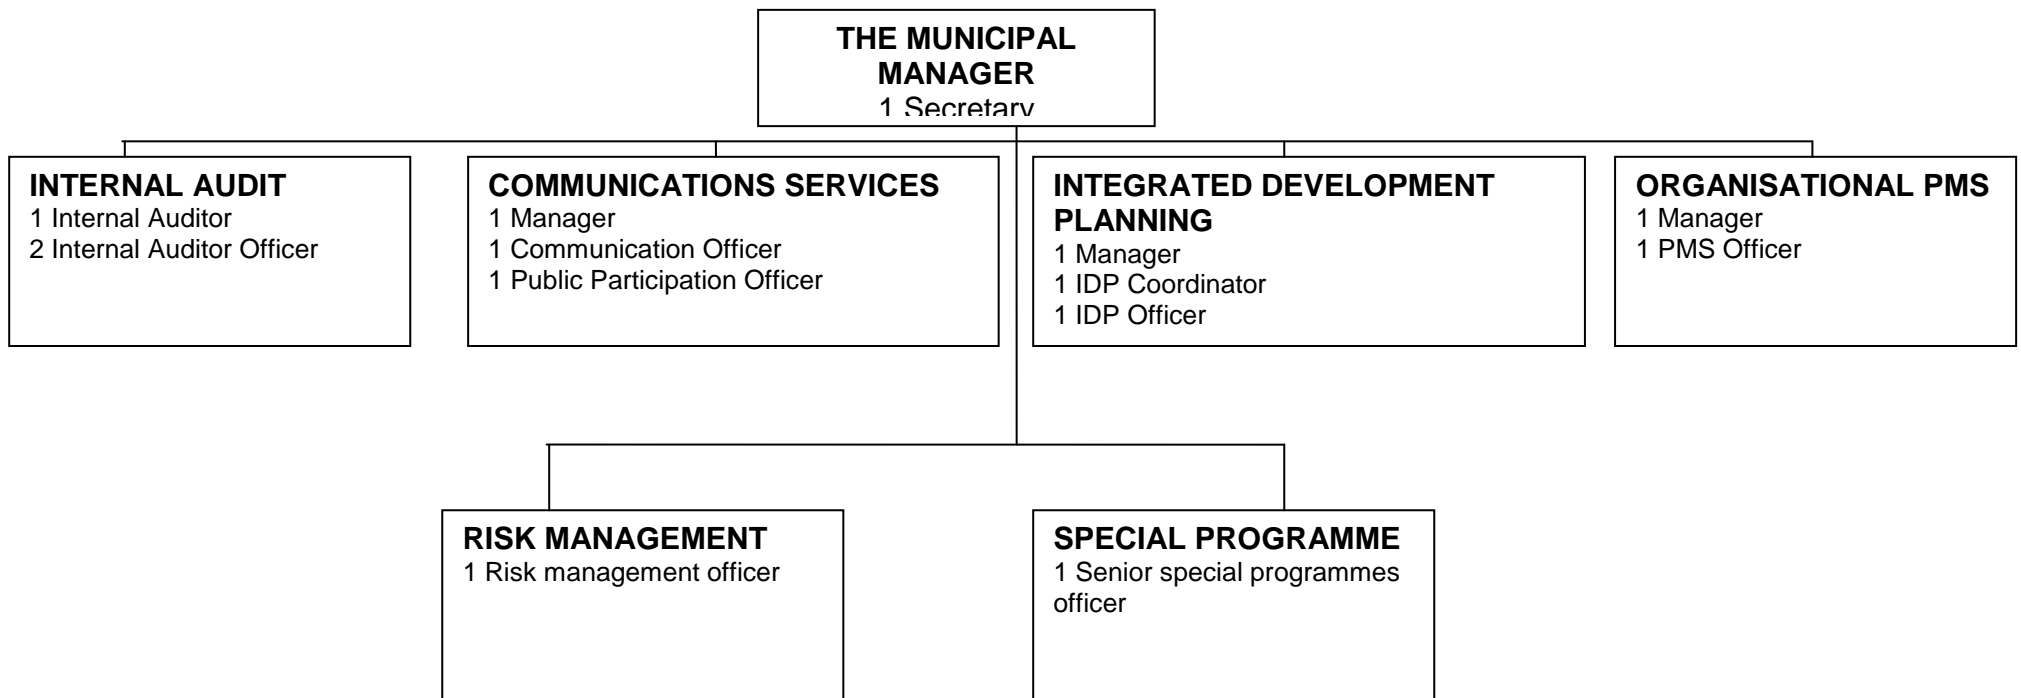 THE MUNICIPAL
MANAGER
1 Secretary
INTERNAL AUDIT
1 Internal Auditor
2 Internal Auditor Officer
COMMUNICATIONS SERVICES
1 Manager
1 Communication Officer
1 Public Participation Officer
INTEGRATED DEVELOPMENT
PLANNING
1 Manager
1 IDP Coordinator
1 IDP Officer
ORGANISATIONAL PMS
1 Manager
1 PMS Officer
RISK MANAGEMENT
1 Risk management officer
SPECIAL PROGRAMME
1 Senior special programmes
officer